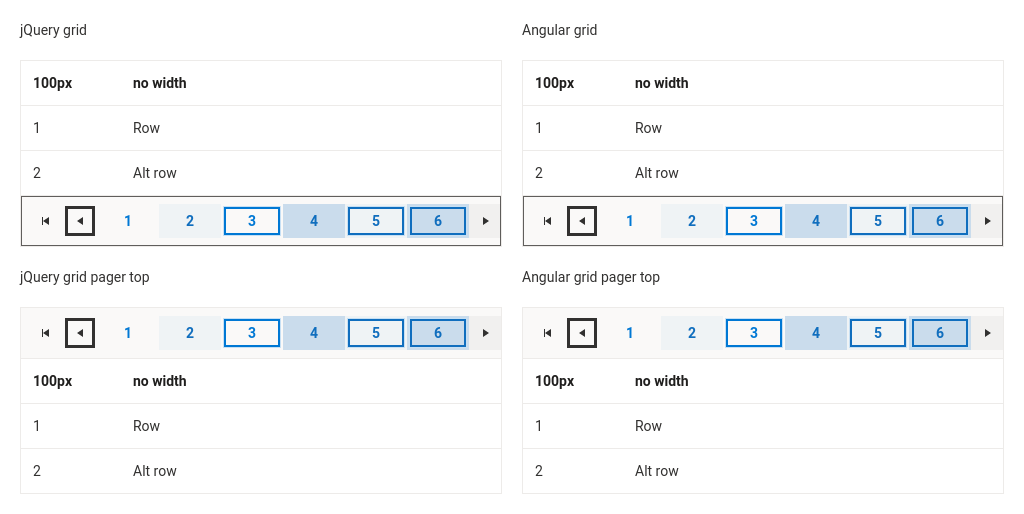 jQuery grid
100px no width
1 Row
2 Alt row
1 2 3 4 5 6
Angular grid
100px no width
1 Row
2 Alt row
1 2 3 4 5 6
jQuery grid pager top
1 2 3 4 5 6
100px no width
1 Row
2 Alt row
Angular grid pager top
1 2 3 4 5 6
100px no width
1 Row
2 Alt row